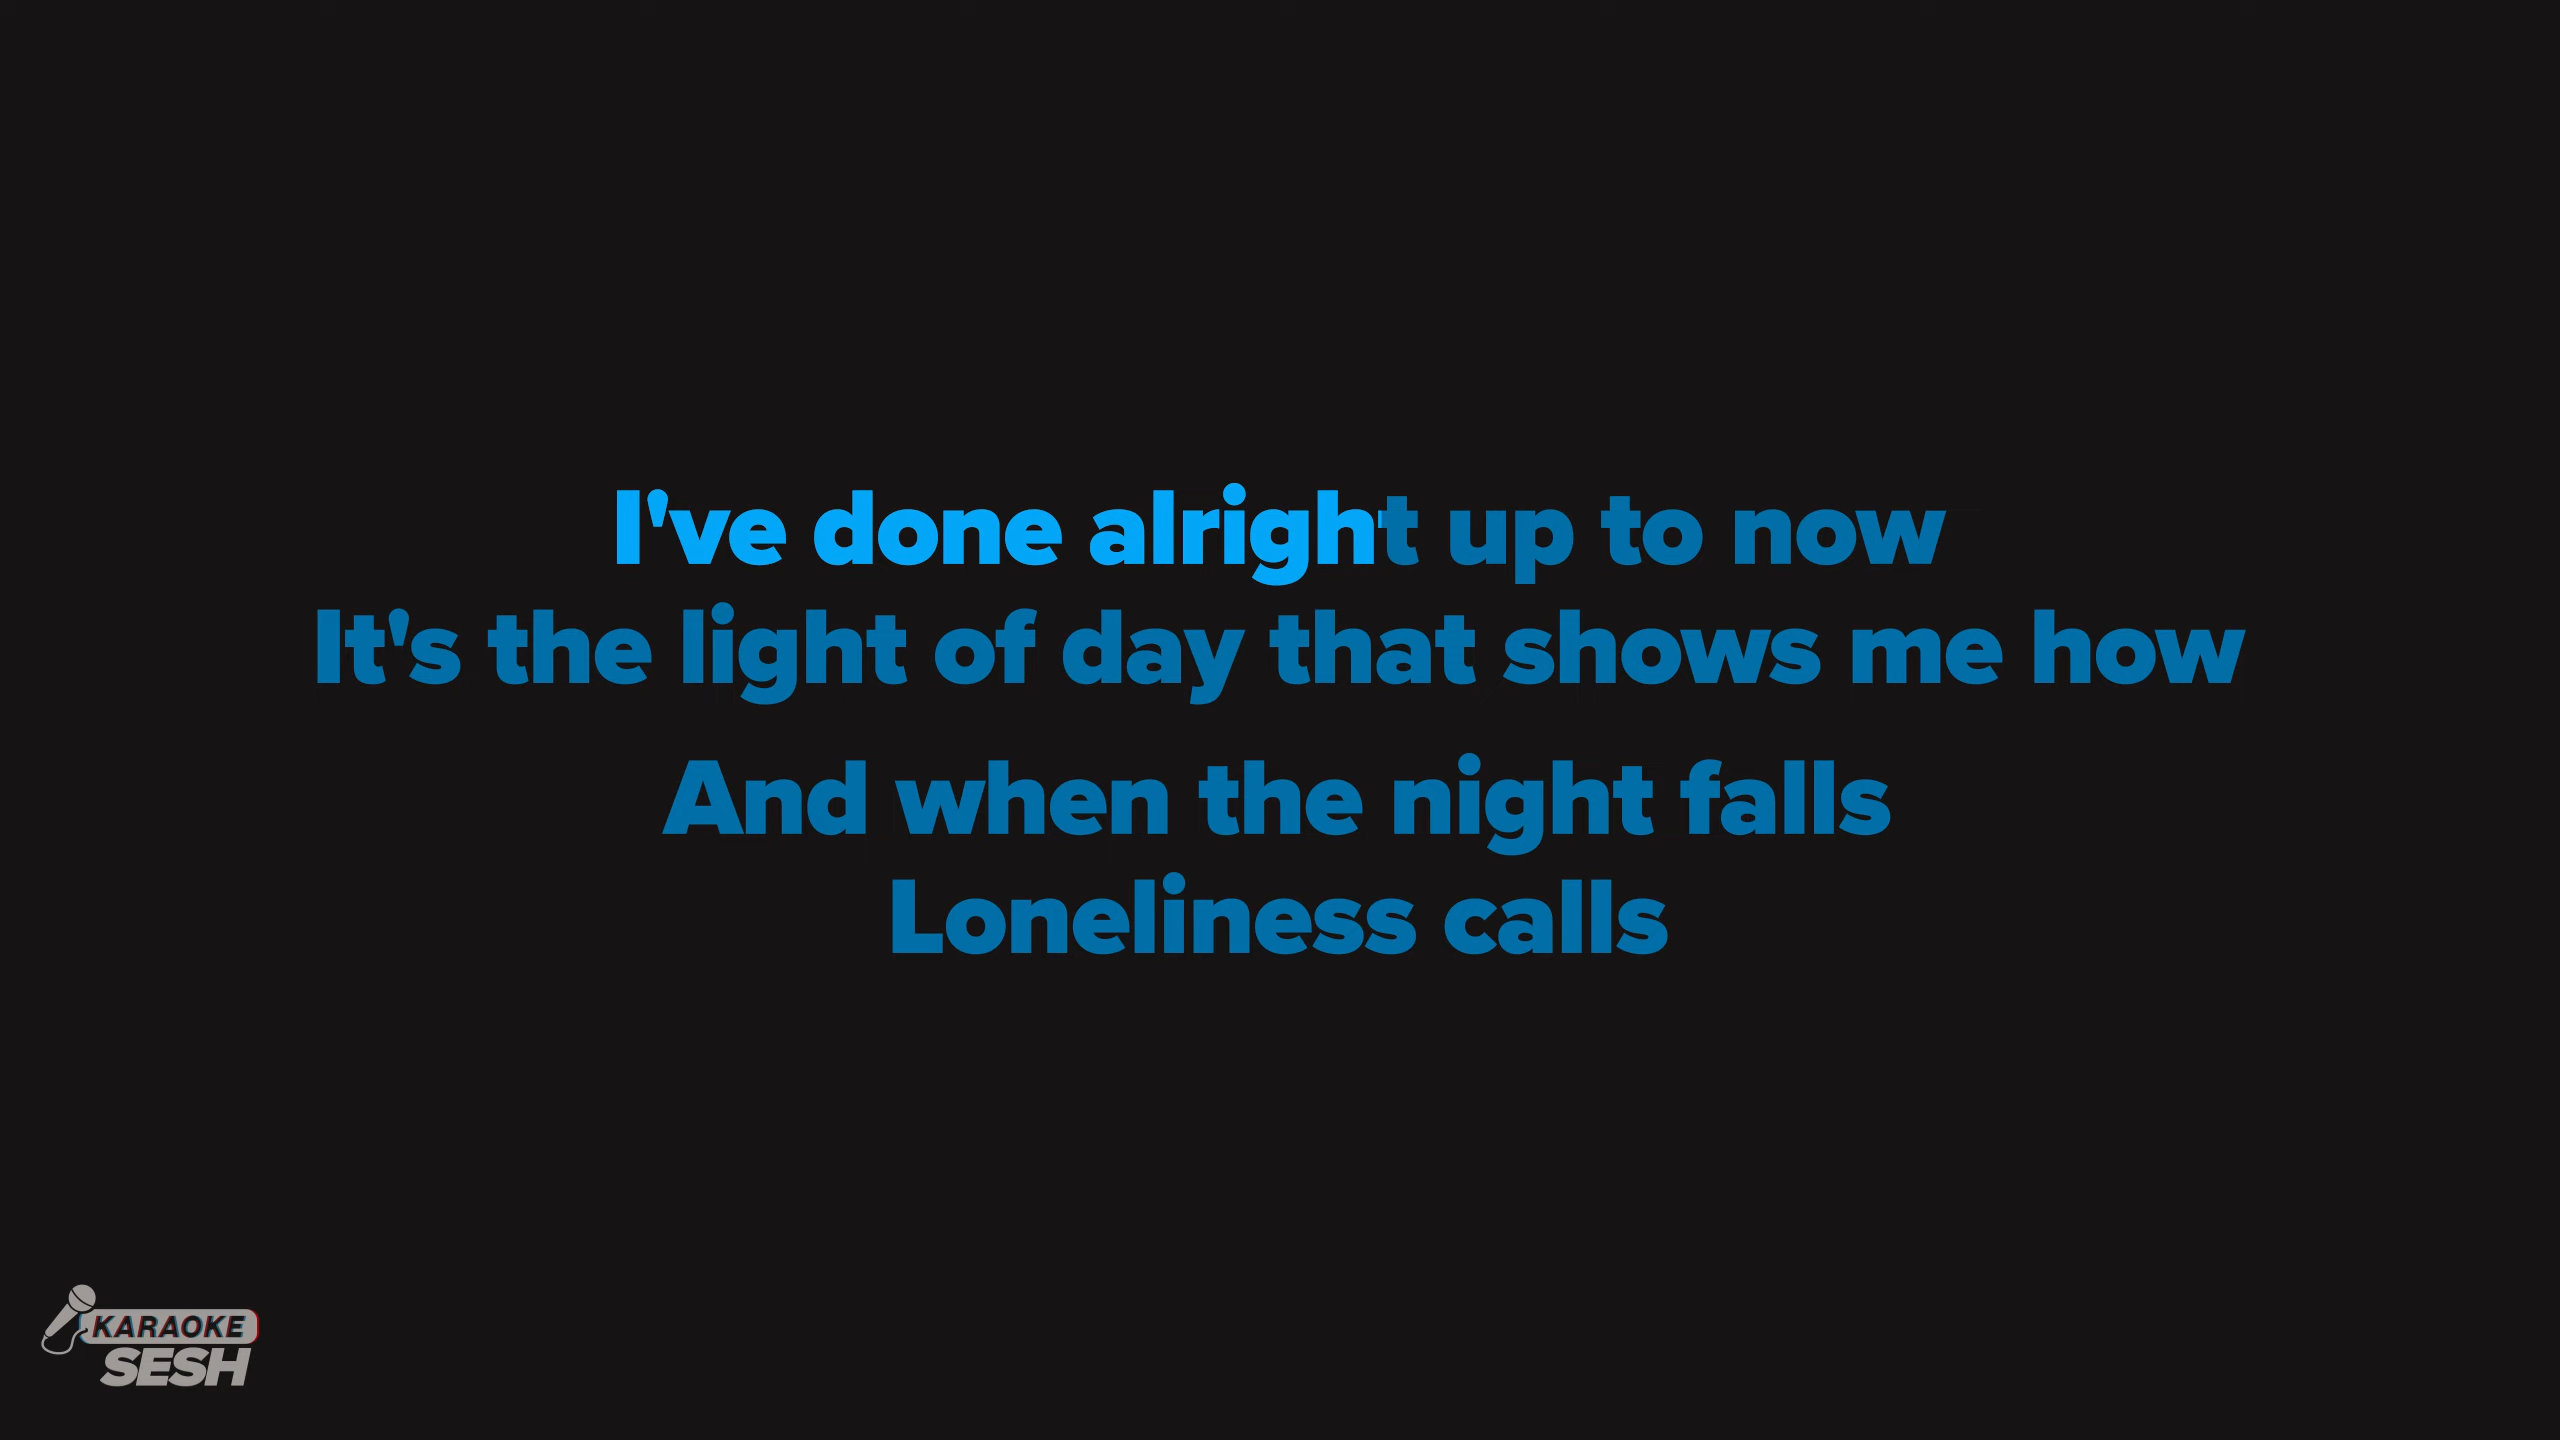 I've done alright up to now
It's the light of day that shows me how
And when the night falls
Loneliness calls
KARAOKE
SESH